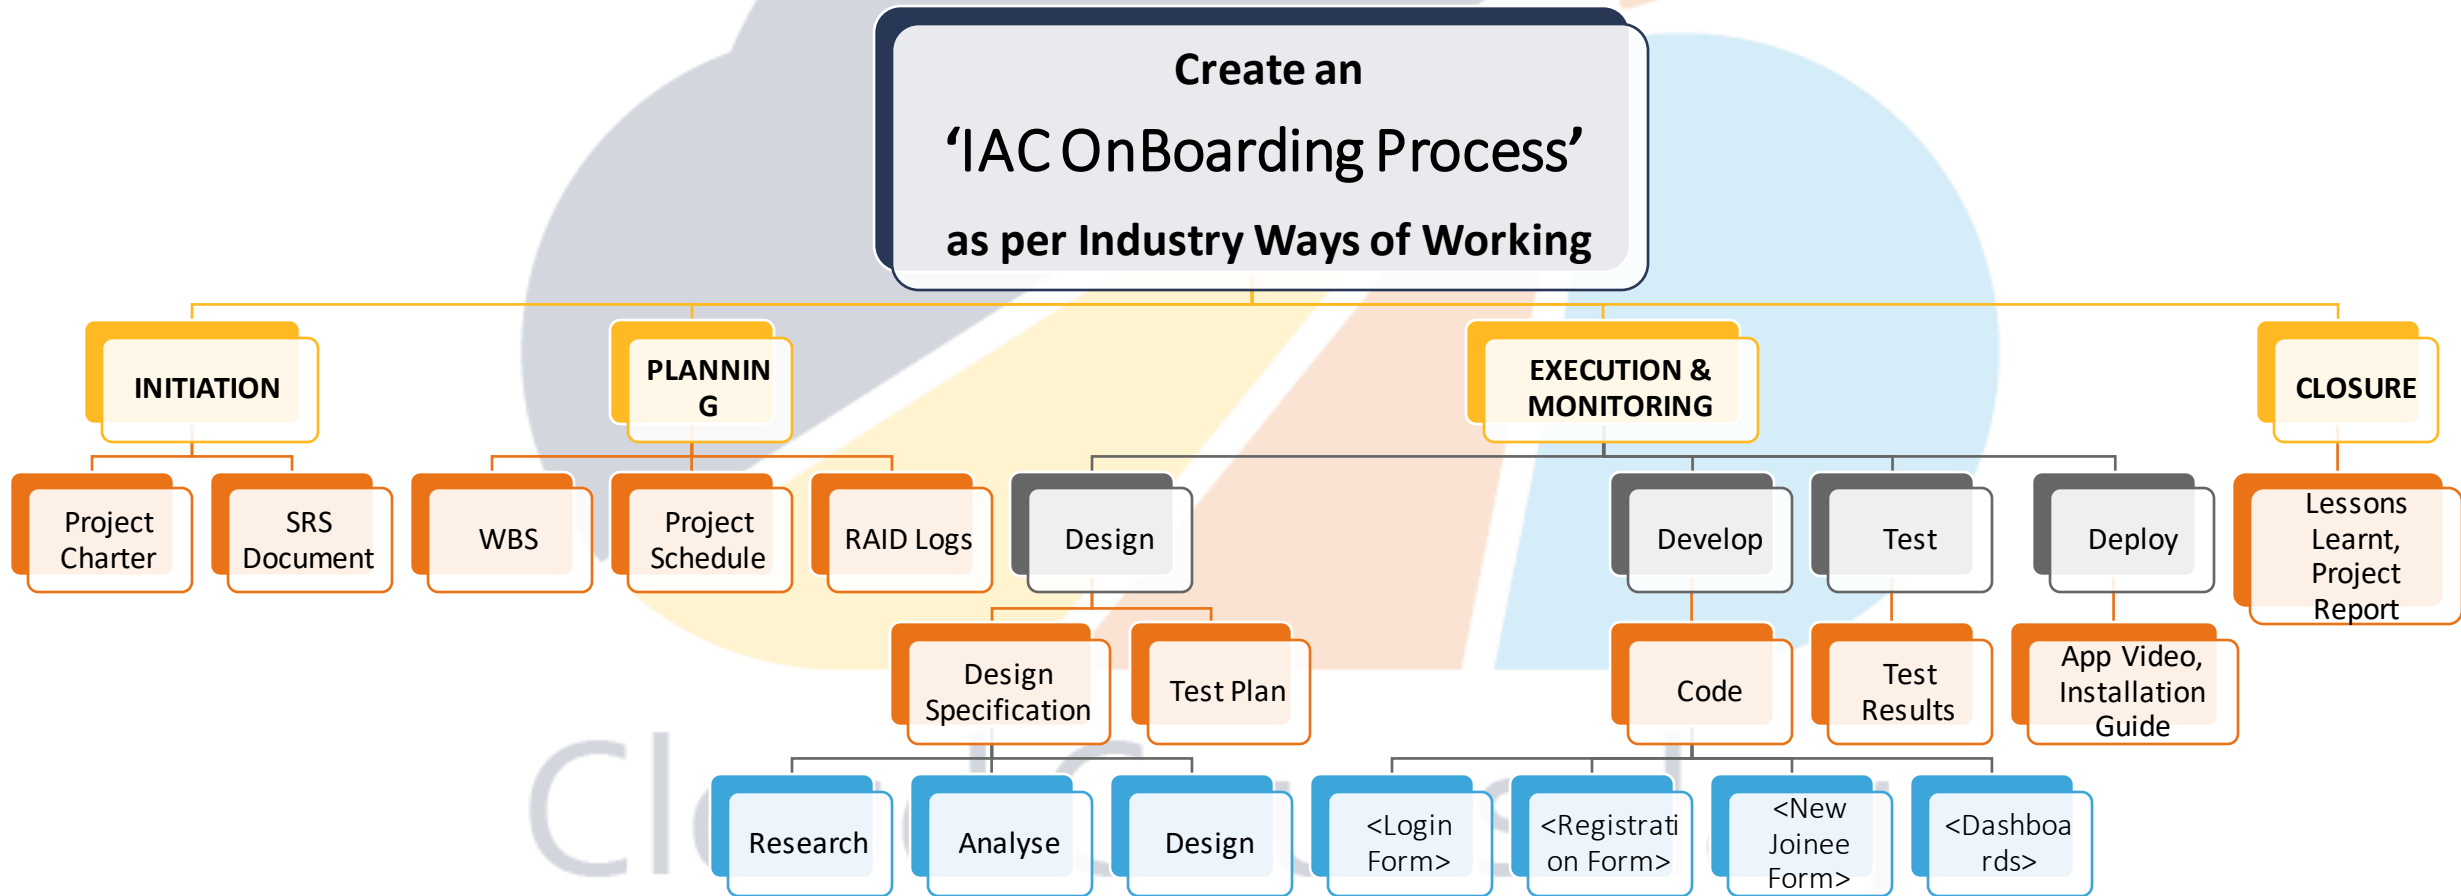 Create an
‘IAC OnBoarding Process’
as per Industry Ways of Working
INITIATION
PLANNIN
G
EXECUTION &
MONITORING
CLOSURE
Project
Charter
SRS
Document
WBS
Project
Schedule
RAID Logs
Design
Develop
Test
Deploy
Lessons
Learnt,
Project
Report
Design
Specification
Test Plan
Code
Test
Results
App Video,
Installation
Guide
Research
Analyse
Design
<Login
Form>
<Registrati
on Form>
<New
Joinee
Form>
<Dashboa
rds>